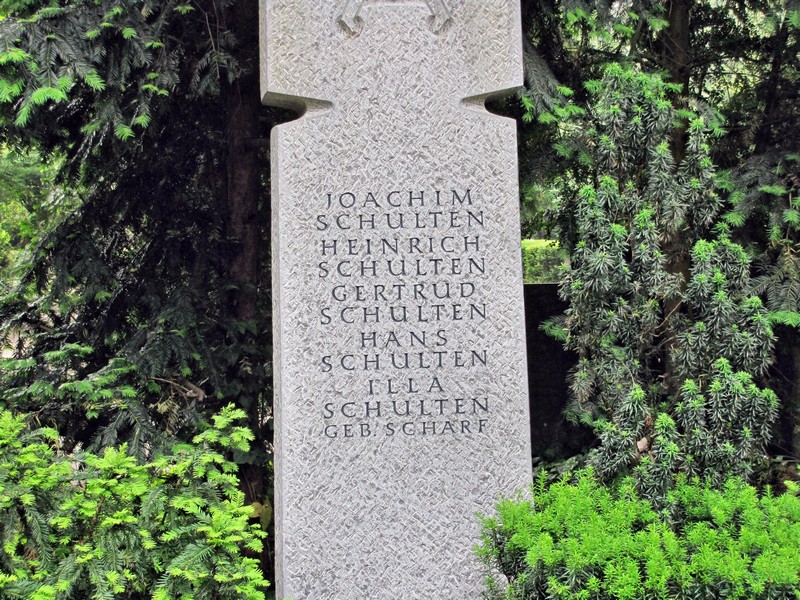 JOACHIM
SCHULTEN
HEINRICH
SCHULTEN
GERTRUD
SCHULTEN
HANS
SCHULTEN
ILLA
SCHULTEN
GEB. SCHARF